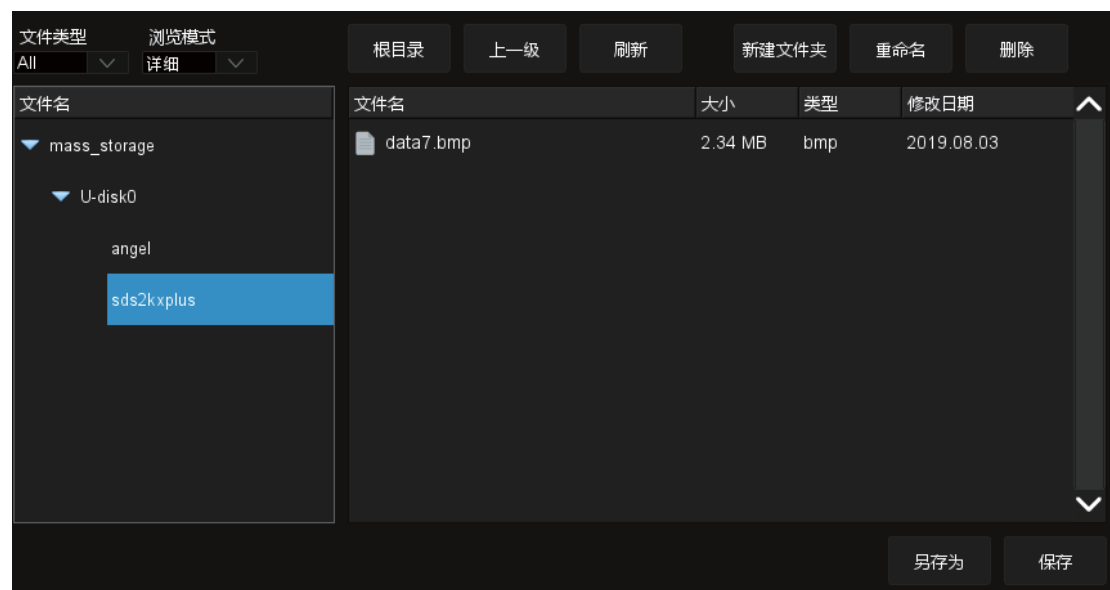 文件类型 浏览模式
All 详细
根目录 上一级 刷新 新建文件夹 重命名 删除
文件名
mass_storage
U-disk0
angel
sds2kxplus
文件名 大小 类型 修改日期
data7.bmp 2.34 MB bmp 2019.08.03
另存为 保存